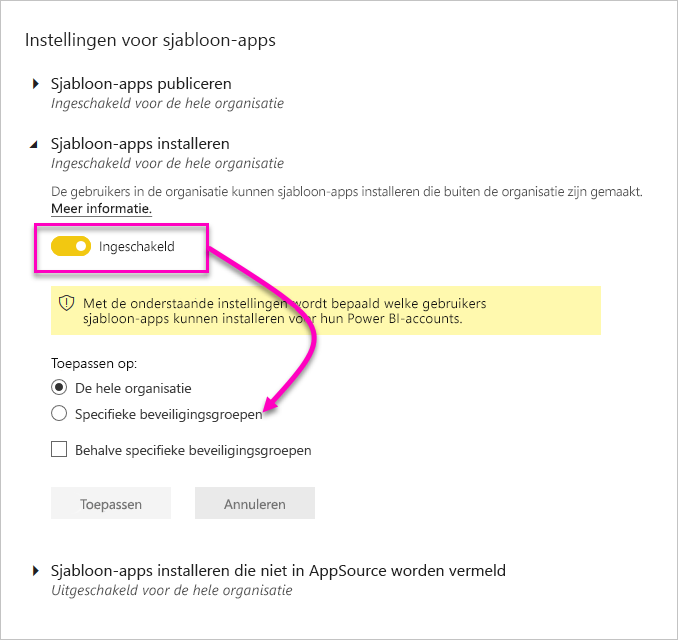 Instellingen voor sjabloon-apps
Sjabloon-apps publiceren
Ingeschakeld voor de hele organisatie
Sjabloon-apps installeren
Ingeschakeld voor de hele organisatie
De gebruikers in de organisatie kunnen sjabloon-apps installeren die buiten de organisatie zijn gemaakt.
Meer informatie.
Ingeschakeld
Met de onderstaande instellingen wordt bepaald welke gebruikers
sjabloon-apps kunnen installeren voor hun Power BI-accounts.
Toepassen op:
De hele organisatie
Specifieke beveiligingsgroepen
Behalve specifieke beveiligingsgroepen
Toepassen
Annuleren
Sjabloon-apps installeren die niet in AppSource worden vermeld
Uitgeschakeld voor de hele organisatie